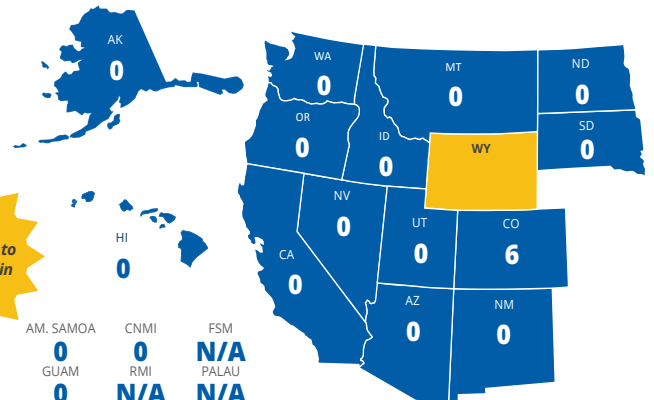 AK
0
WA
0
MT
0
ND
0
OR
0
ID
0
WY
SD
0
NV
0
UT
0
CO
6
HI
0
CA
0
AZ
0
NM
0
to
in
AM. SAMOA CNMI FSM
0 0 N/A
GUAM RMI PALAU
0 N/A N/A